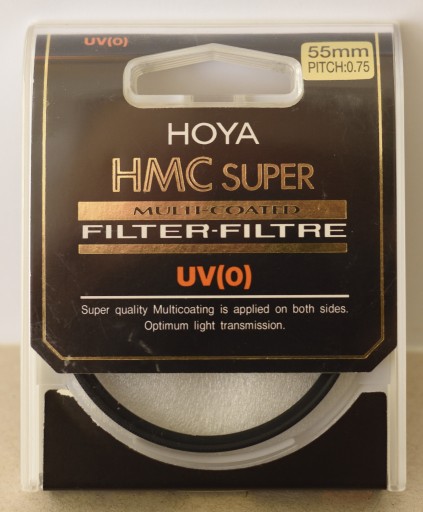 UV(0)
55mm
PITCH:0.75
HOYA
HMC SUPER
MULTI-COATED
FILTER-FILTRE
UV(0)
Super quality Multicoating is applied on both sides.
Optimum light transmission.